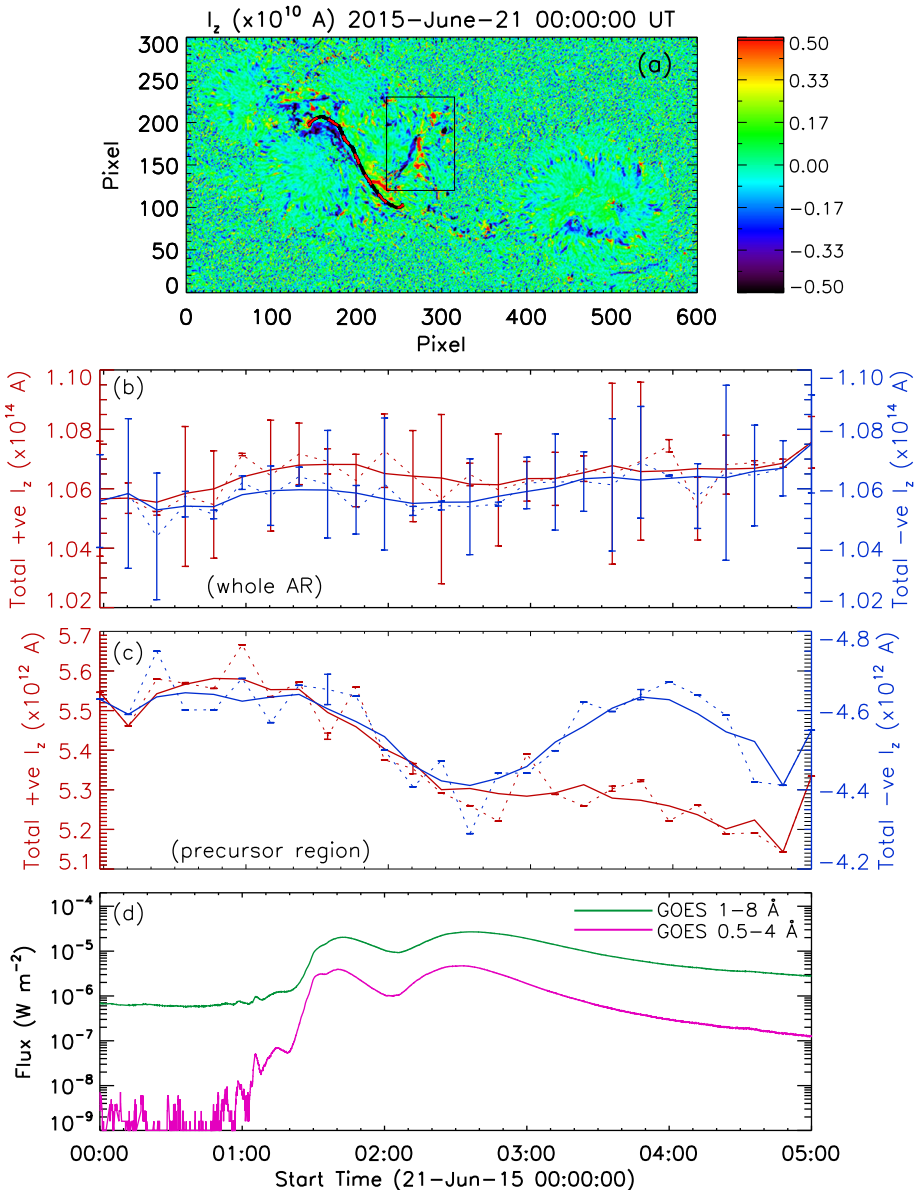 I_z (x10^10 A) 2015-June-21 00:00:00 UT
(a)
Pixel
300
250
200
150
100
50
0
0 100 200 300 400 500 600
Pixel
0.50
0.33
0.17
0.00
-0.17
-0.33
-0.50
(b)
Total +ve I_z (x10^14 A)
1.10
1.08
1.06
1.04
1.02
(whole AR)
Total -ve I_z (x10^14 A)
-1.10
-1.08
-1.06
-1.04
-1.02
(c)
Total +ve I_z (x10^12 A)
5.7
5.6
5.5
5.4
5.3
5.2
5.1
(precursor region)
Total -ve I_z (x10^12 A)
-4.8
-4.6
-4.4
-4.2
(d)
Flux (W m^-2)
10^-4
10^-5
10^-6
10^-7
10^-8
10^-9
GOES 1-8 Å
GOES 0.5-4 Å
00:00 01:00 02:00 03:00 04:00 05:00
Start Time (21-Jun-15 00:00:00)